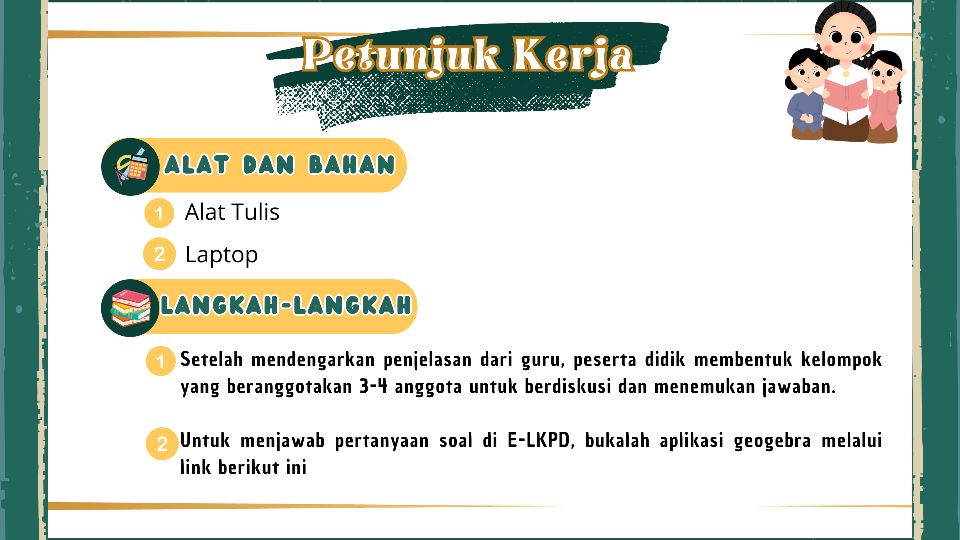 Petunjuk Kerja
ALAT DAN BAHAN
1 Alat Tulis
2 Laptop
LANGKAH-LANGKAH
1 Setelah mendengarkan penjelasan dari guru, peserta didik membentuk kelompok
yang beranggotakan 3-4 anggota untuk berdiskusi dan menemukan jawaban.
2 Untuk menjawab pertanyaan soal di E-LKPD, bukalah aplikasi geogebra melalui
link berikut ini